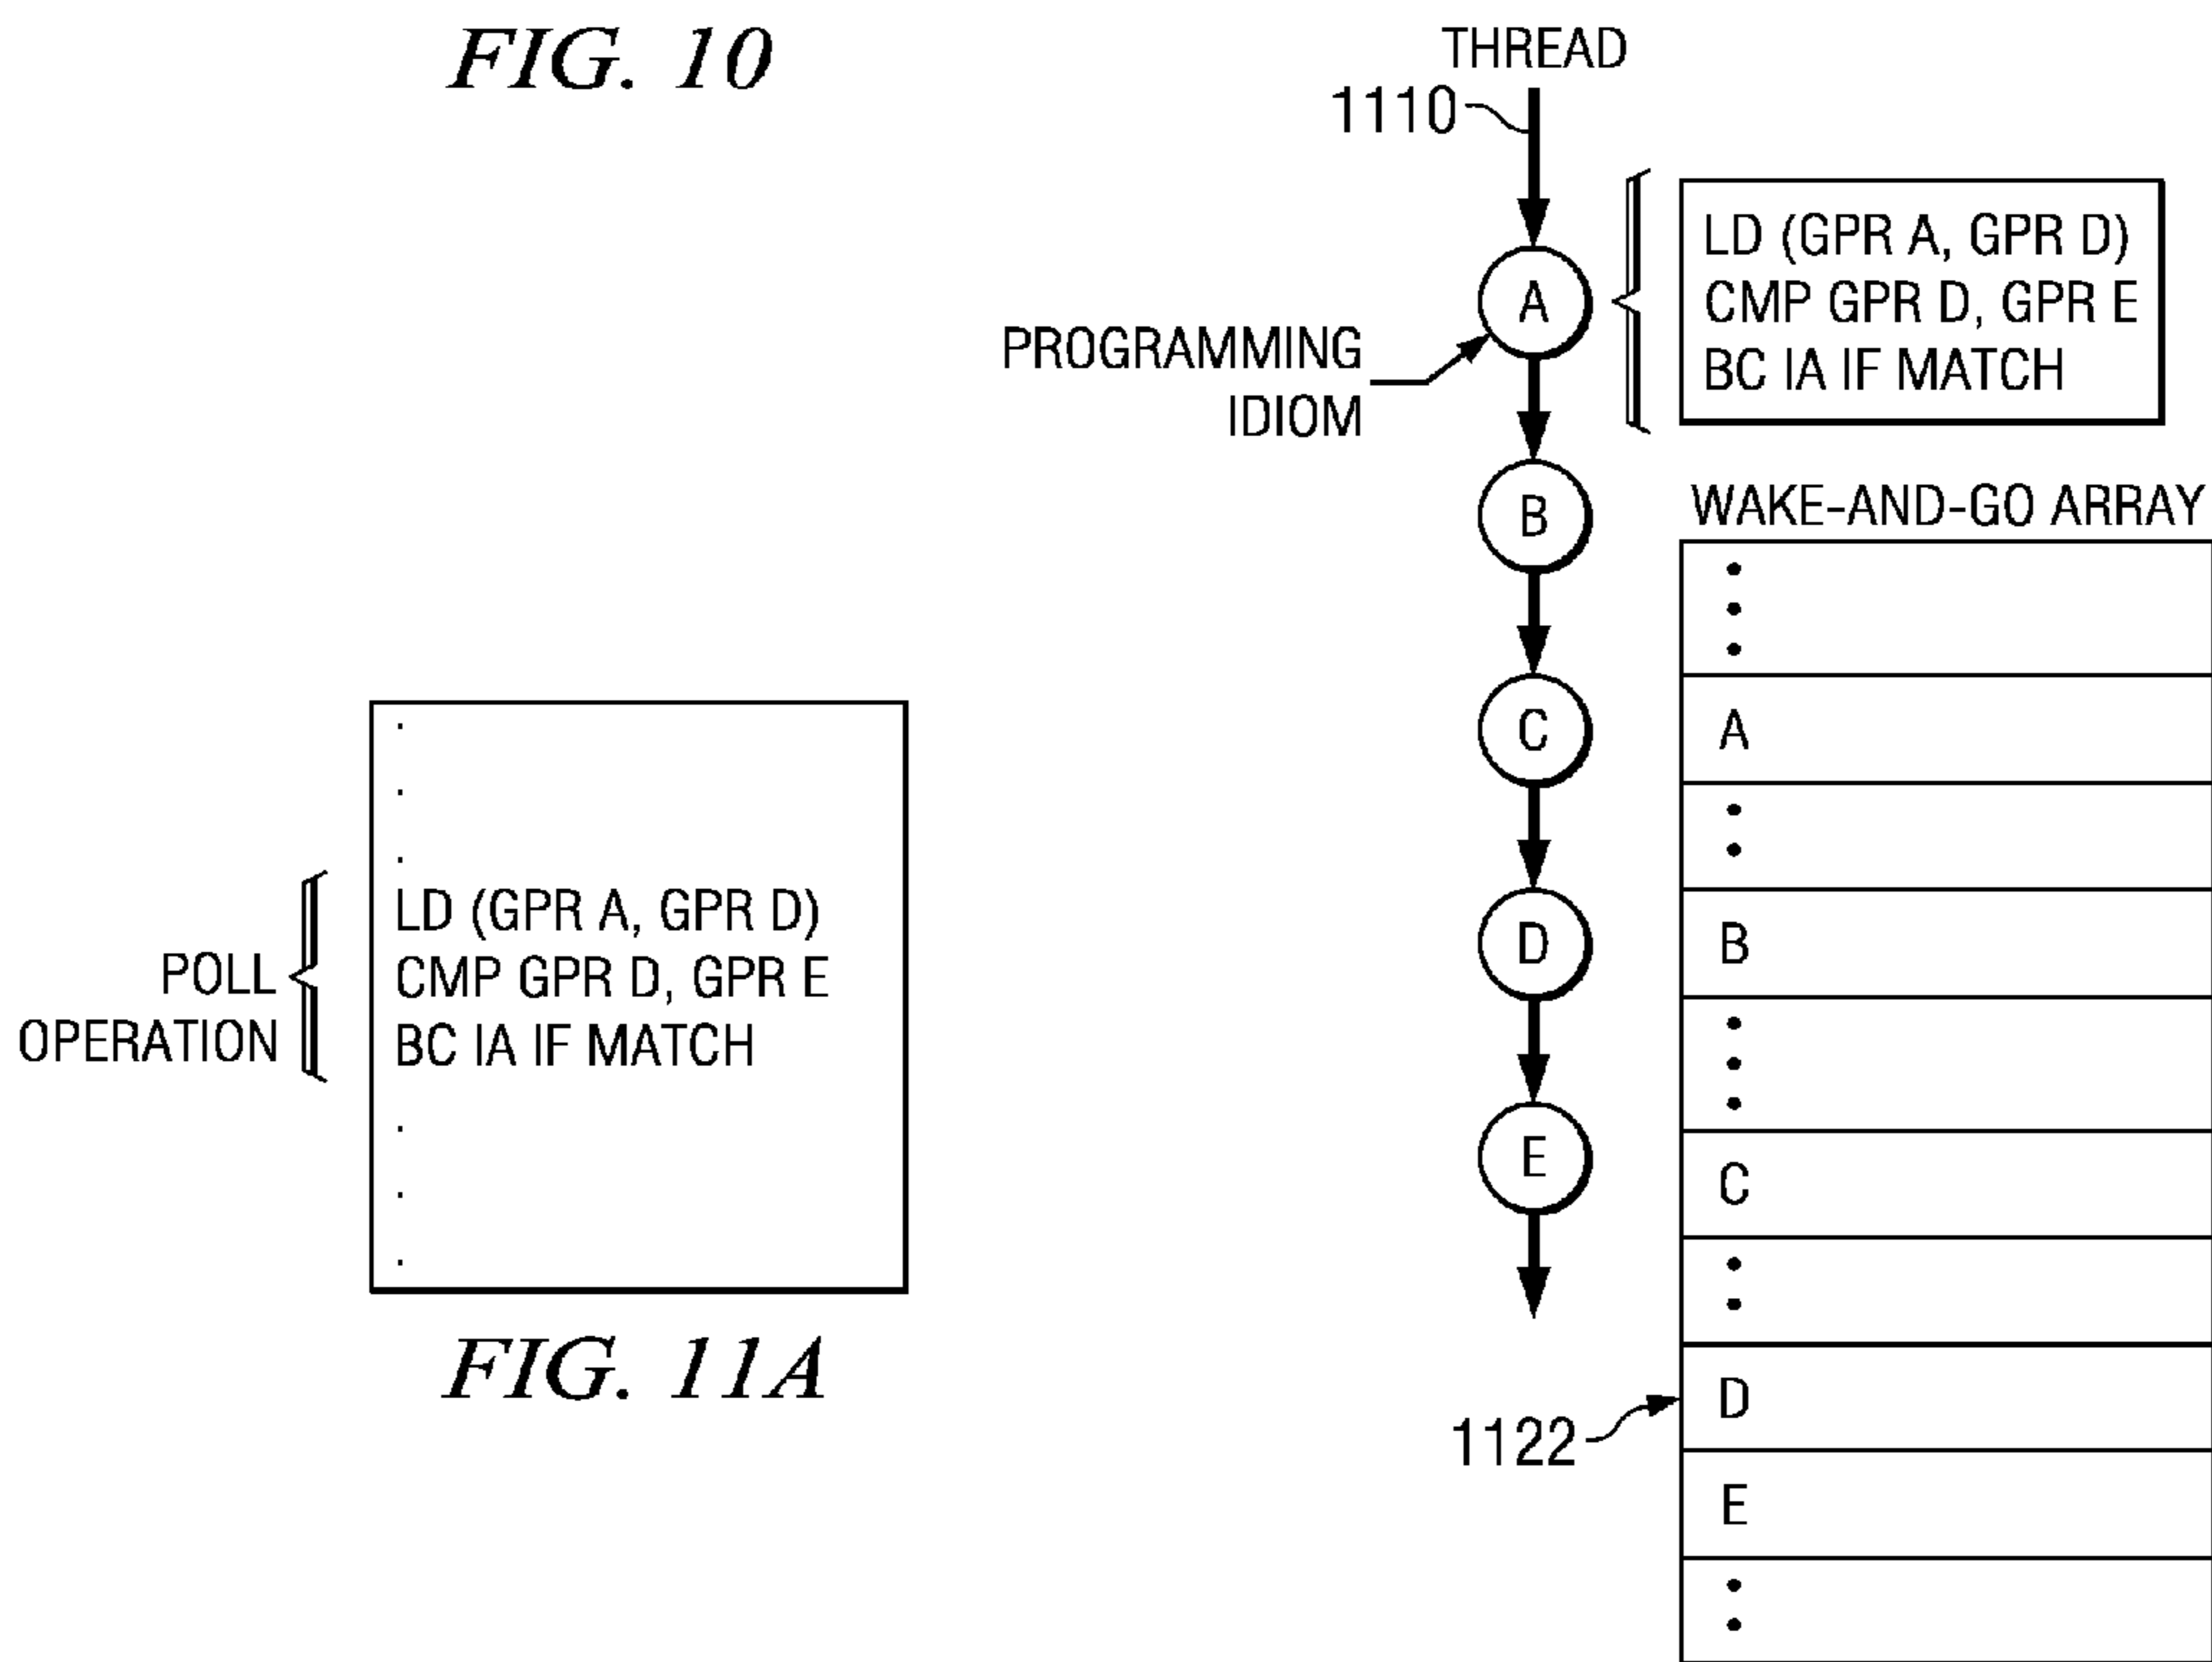 FIG. 10
THREAD
1110
LD (GPR A, GPR D)
CMP GPR D, GPR E
BC IA IF MATCH
A
PROGRAMMING
IDIOM
B
C
D
E
WAKE-AND-GO ARRAY
A
B
C
D
E
1122
POLL
OPERATION
LD (GPR A, GPR D)
CMP GPR D, GPR E
BC IA IF MATCH
FIG. 11A